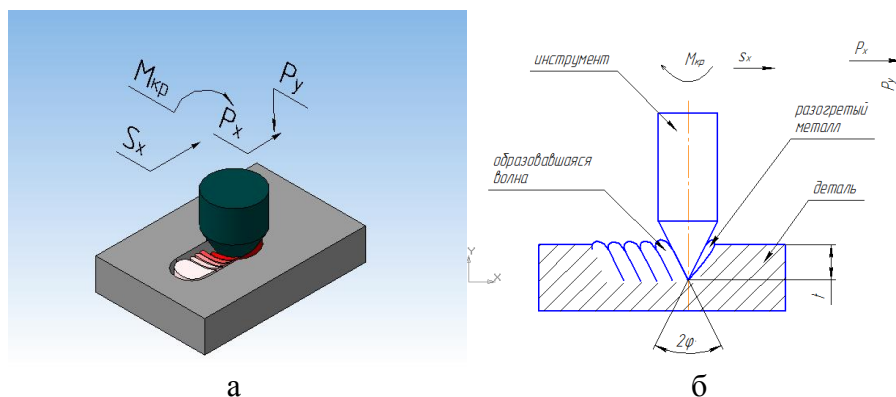 Mкр
Py
Px
Sx
а
инструмент
Mкр
sx
Px
Py
разогретый
металл
образовавшаяся
волна
деталь
Y
X
t
2φ
б